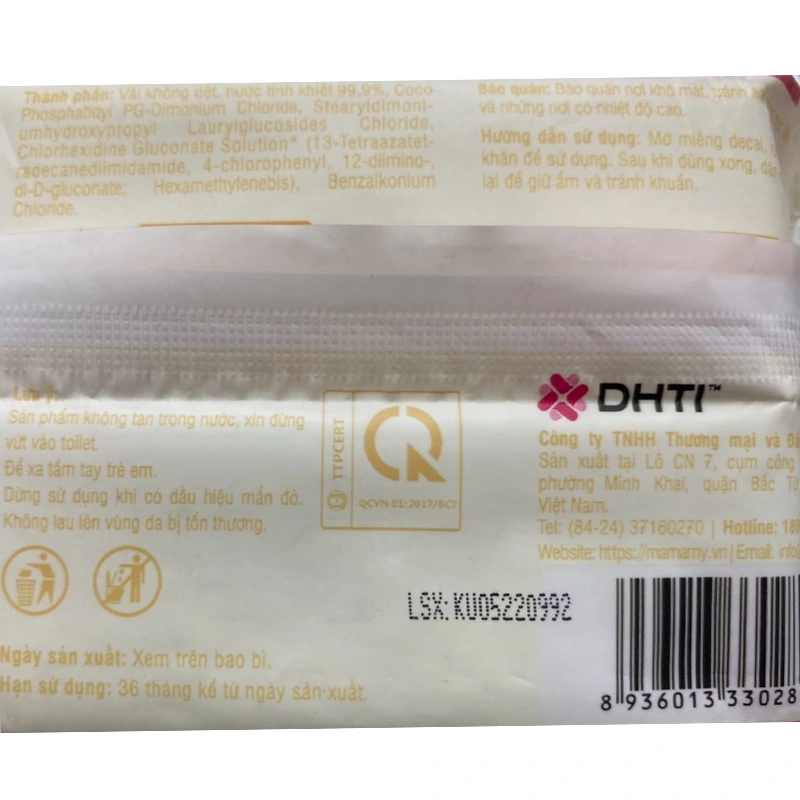 Thành phần: Vải không dệt, nước tinh khiết 99,9%, Coco
Phosphatidyl PG-Dimonium Chloride, Stearyldimoni-
umhydroxypropyl Laurylglucosides Chloride,
Chlorhexidine Gluconate Solution* (13-Tetraazatet-
radecanediimidamide, 4-chlorophenyl, 12-diimino-,
di-D-gluconate; Hexamethylenebis), Benzalkonium
Chloride.
Bảo quản: Bảo quản nơi khô mát, tránh
và những nơi có nhiệt độ cao.
Hướng dẫn sử dụng: Mở miếng decal,
khăn để sử dụng. Sau khi dùng xong, dán
lại để giữ ẩm và tránh khuẩn.
Lưu ý:
Sản phẩm không tan trong nước, xin đừng
vứt vào toilet.
Để xa tầm tay trẻ em.
Dừng sử dụng khi có dấu hiệu mẩn đỏ.
Không lau lên vùng da bị tổn thương.
TTPCERT
QCVN 01: 2017/BCT
DHTI™
Công ty TNHH Thương mại và
Sản xuất tại Lô CN 7, cụm công
phường Minh Khai, quận Bắc Từ
Việt Nam.
Tel: (84-24) 37160270 | Hotline: 180
Website: https://mamamy.vn | Email: info
LSX: KU05220992
Ngày sản xuất: Xem trên bao bì.
Hạn sử dụng: 36 tháng kể từ ngày sản xuất.
8 936013 33028